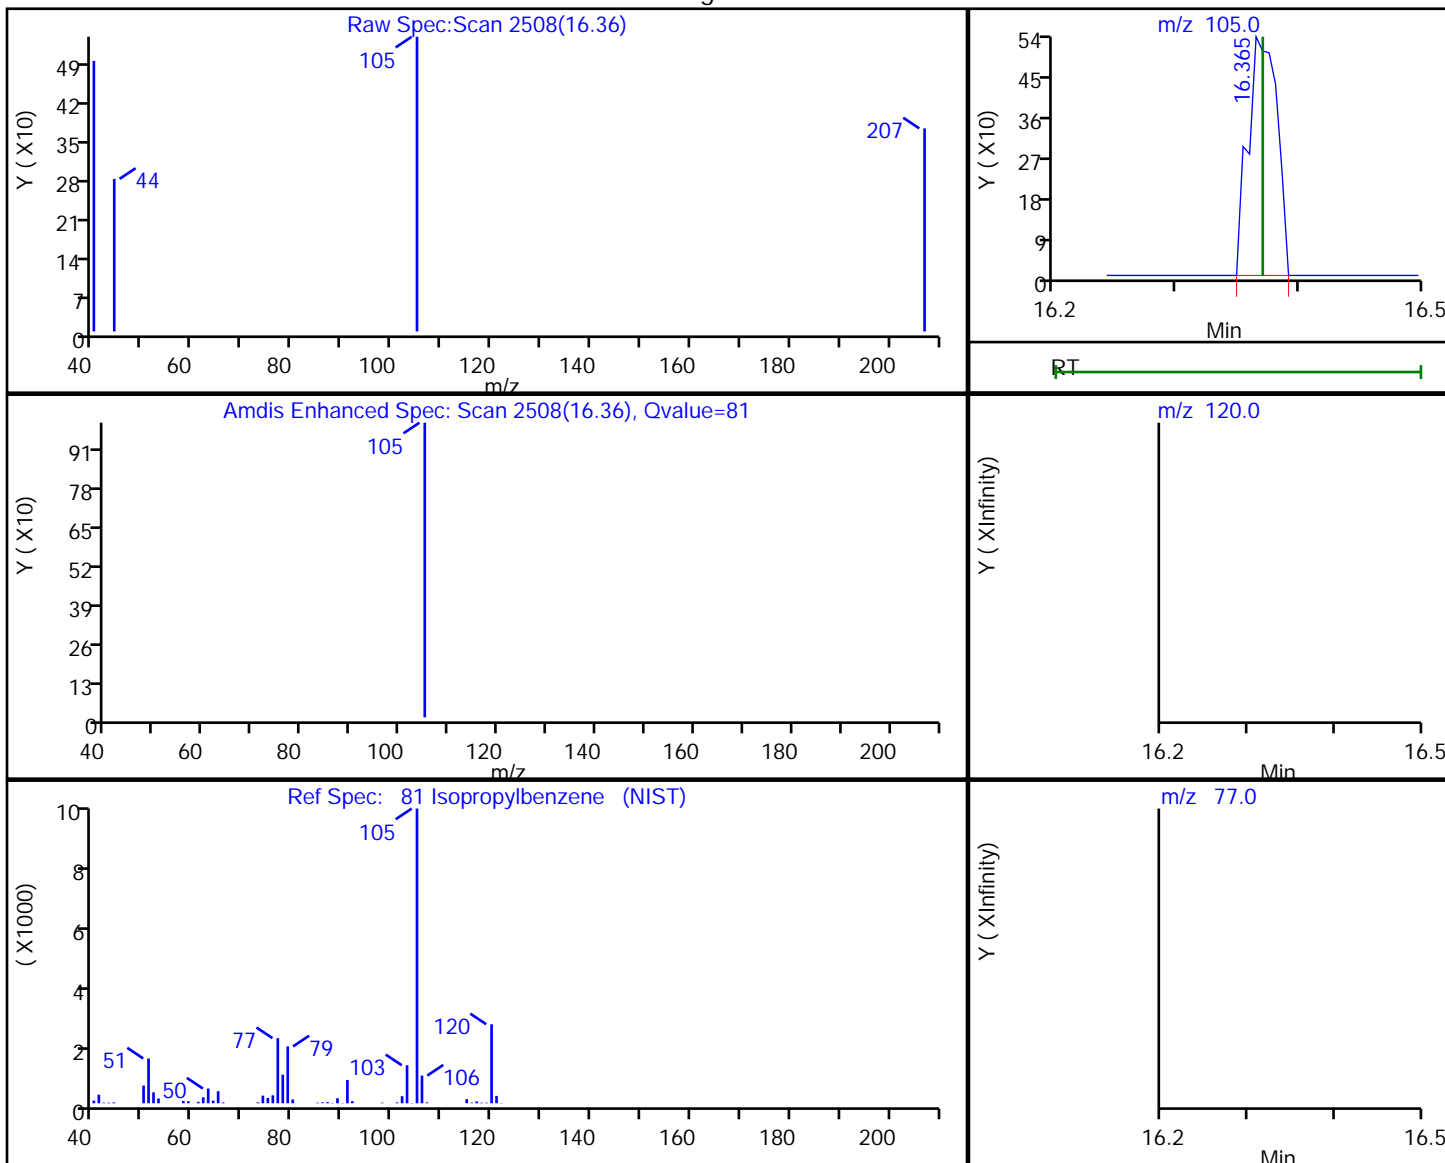 Raw Spec:Scan 2508(16.36)
Y ( X10)
49
42
35
28
21
14
7
0
105
44
207
40 60 80 100 120 140 160 180 200
m/z
m/z 105.0
Y ( X10)
54
45
36
27
18
9
0
16.365
16.2 16.5
Min
RT
Amdis Enhanced Spec: Scan 2508(16.36), Qvalue=81
Y ( X10)
91
78
65
52
39
26
13
0
105
40 60 80 100 120 140 160 180 200
m/z
m/z 120.0
Y ( XInfinity)
16.2 16.5
Min
Ref Spec: 81 Isopropylbenzene (NIST)
( X1000)
10
8
6
4
2
0
105
51
50
77
79
103
106
120
40 60 80 100 120 140 160 180 200
m/z 77.0
Y ( XInfinity)
16.2 16.5
Min